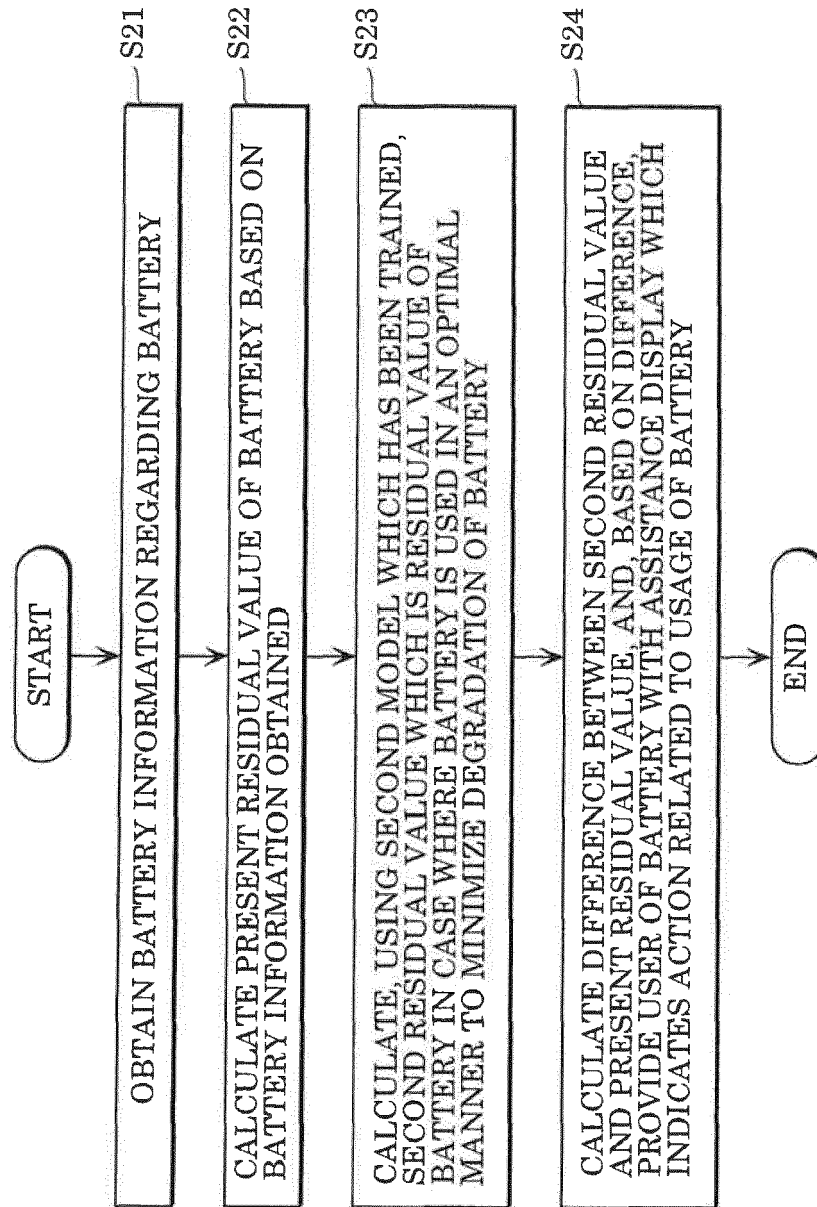 START
S21
OBTAIN BATTERY INFORMATION REGARDING BATTERY
S22
CALCULATE PRESENT RESIDUAL VALUE OF BATTERY BASED ON
BATTERY INFORMATION OBTAINED
S23
CALCULATE, USING SECOND MODEL WHICH HAS BEEN TRAINED,
SECOND RESIDUAL VALUE WHICH IS RESIDUAL VALUE OF
BATTERY IN CASE WHERE BATTERY IS USED IN AN OPTIMAL
MANNER TO MINIMIZE DEGRADATION OF BATTERY
S24
CALCULATE DIFFERENCE BETWEEN SECOND RESIDUAL VALUE
AND PRESENT RESIDUAL VALUE, AND, BASED ON DIFFERENCE,
PROVIDE USER OF BATTERY WITH ASSISTANCE DISPLAY WHICH
INDICATES ACTION RELATED TO USAGE OF BATTERY
END